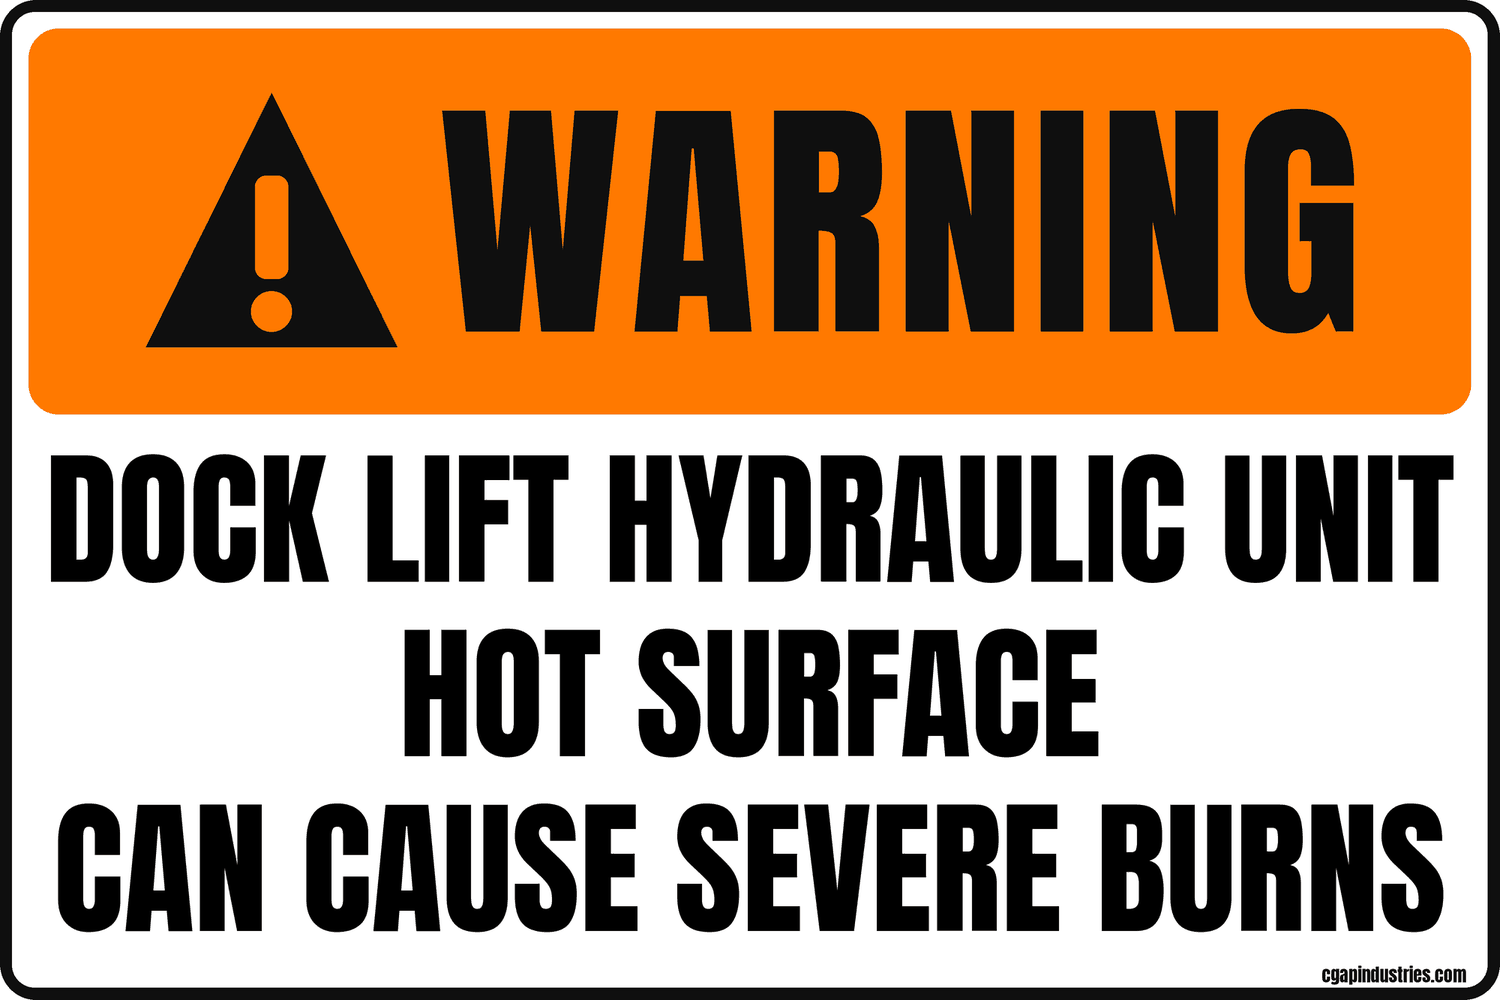 WARNING
DOCK LIFT HYDRAULIC UNIT
HOT SURFACE
CAN CAUSE SEVERE BURNS
cgapindustries.com